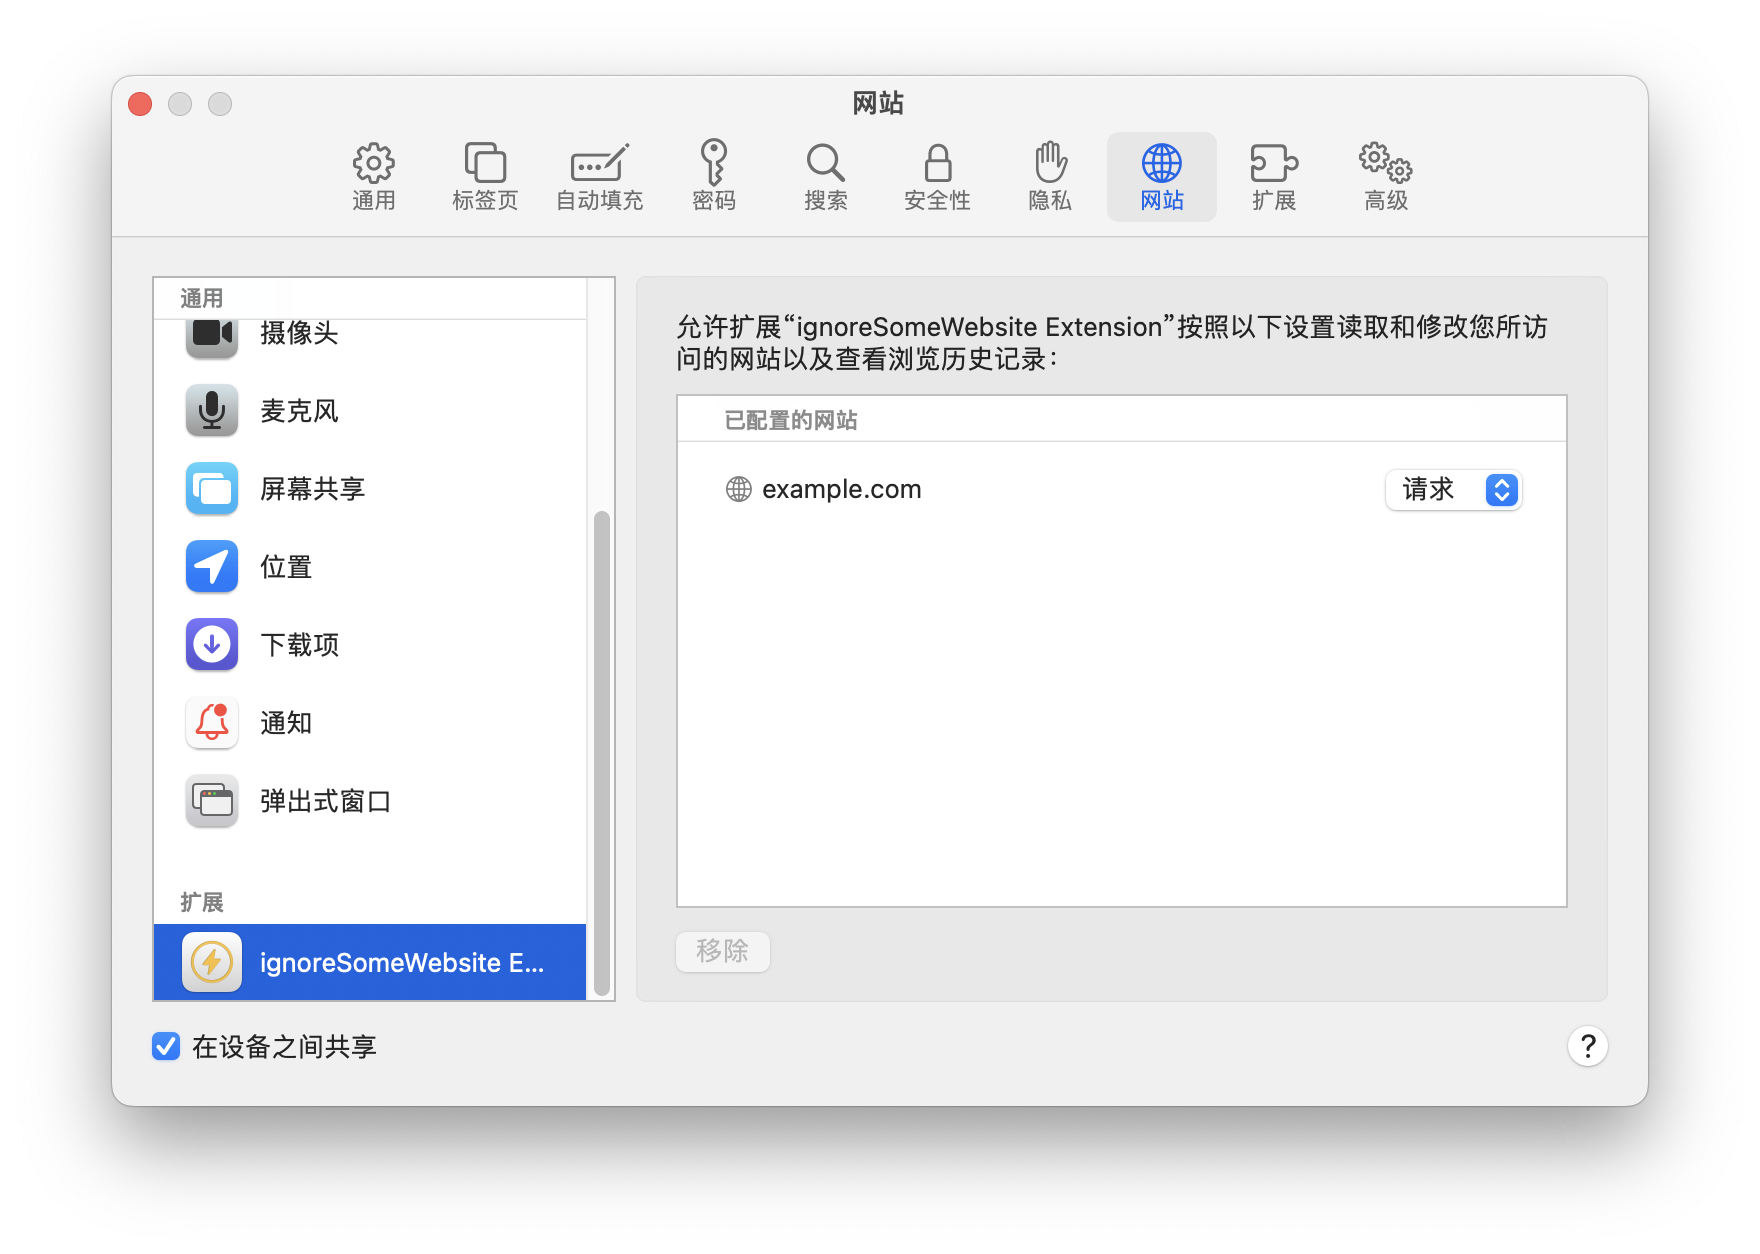 网站
通用
标签页
自动填充
密码
搜索
安全性
隐私
网站
扩展
高级
通用
摄像头
麦克风
屏幕共享
位置
下载项
通知
弹出式窗口
扩展
ignoreSomeWebsite E...
允许扩展“ignoreSomeWebsite Extension”按照以下设置读取和修改您所访
问的网站以及查看浏览历史记录：
已配置的网站
example.com
请求
移除
在设备之间共享
?